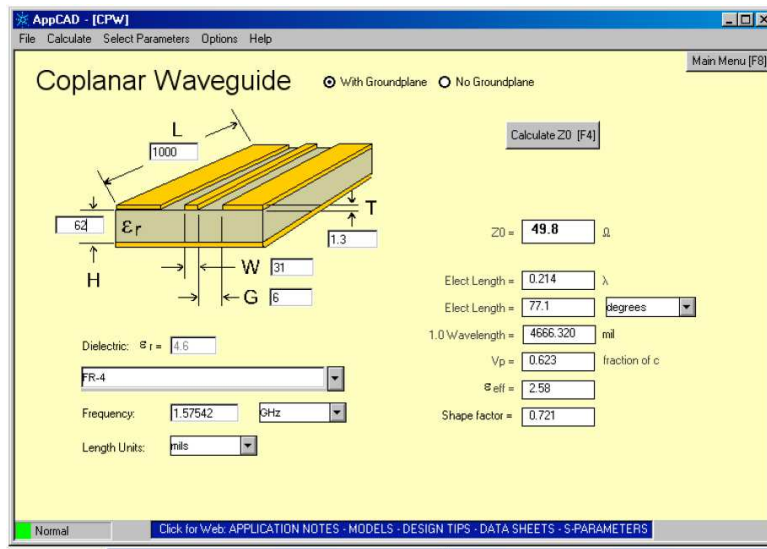 AppCAD - [CPW]
File Calculate Select Parameters Options Help
Main Menu [F8]
Coplanar Waveguide
With Groundplane No Groundplane
L
1000
Calculate Z0 [F4]
62
εr
T
1.3
H
W 31
G 6
Z0 = 49.8 Ω
Elect Length = 0.214 λ
Elect Length = 77.1 degrees
1.0 Wavelength = 4666.320 mil
Vp = 0.623 fraction of c
εeff = 2.58
Shape factor = 0.721
Dielectric: εr = 4.6
FR-4
Frequency: 1.57542 GHz
Length Units: mils
Normal
Click for Web: APPLICATION NOTES - MODELS - DESIGN TIPS - DATA SHEETS - S-PARAMETERS